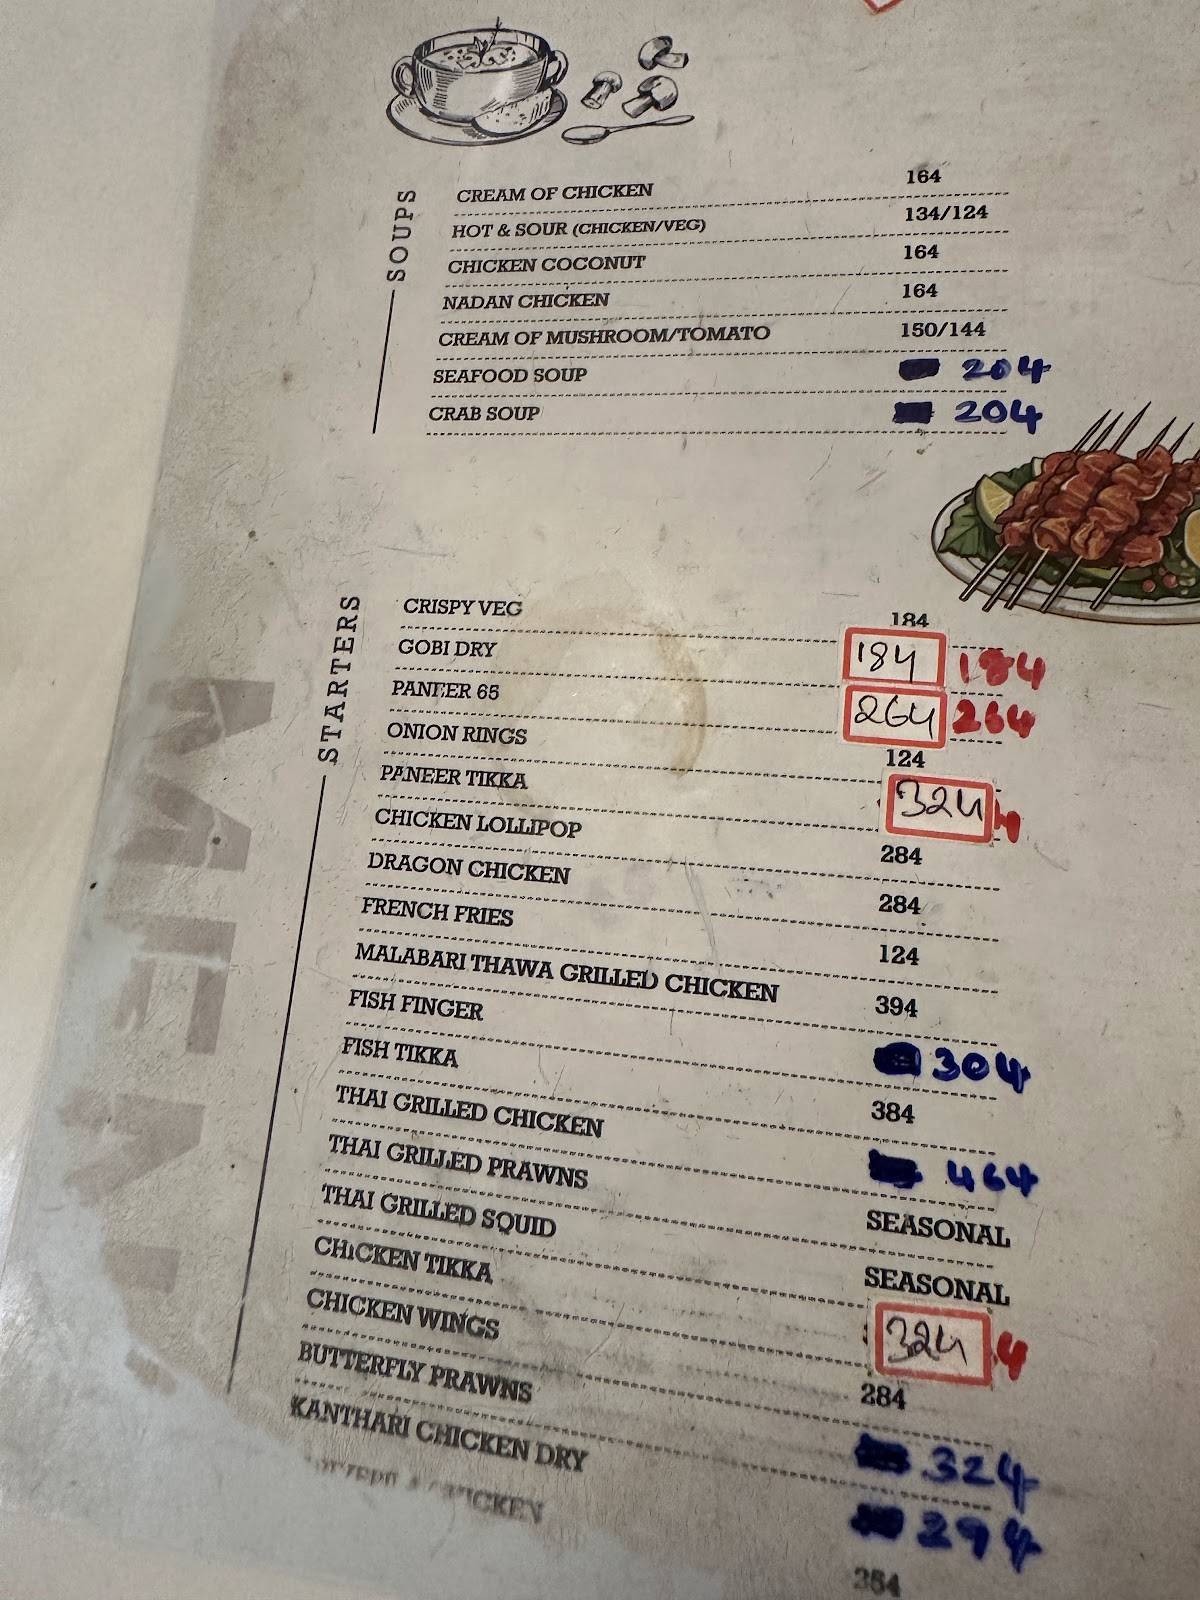 SOUPS
CREAM OF CHICKEN 164
HOT & SOUR (CHICKEN/VEG) 134/124
CHICKEN COCONUT 164
NADAN CHICKEN 164
CREAM OF MUSHROOM/TOMATO 150/144
SEAFOOD SOUP 204
CRAB SOUP 204
STARTERS
CRISPY VEG 184
GOBI DRY 184 184
PANEER 65 264 264
ONION RINGS 124
PANEER TIKKA 324 4
CHICKEN LOLLIPOP 284
DRAGON CHICKEN 284
FRENCH FRIES 124
MALABARI THAWA GRILLED CHICKEN 394
FISH FINGER 304
FISH TIKKA 384
THAI GRILLED CHICKEN 464
THAI GRILLED PRAWNS SEASONAL
THAI GRILLED SQUID SEASONAL
CHICKEN TIKKA 324 4
CHICKEN WINGS 284
BUTTERFLY PRAWNS 324
KANTHARI CHICKEN DRY 294
CHICKEN 354